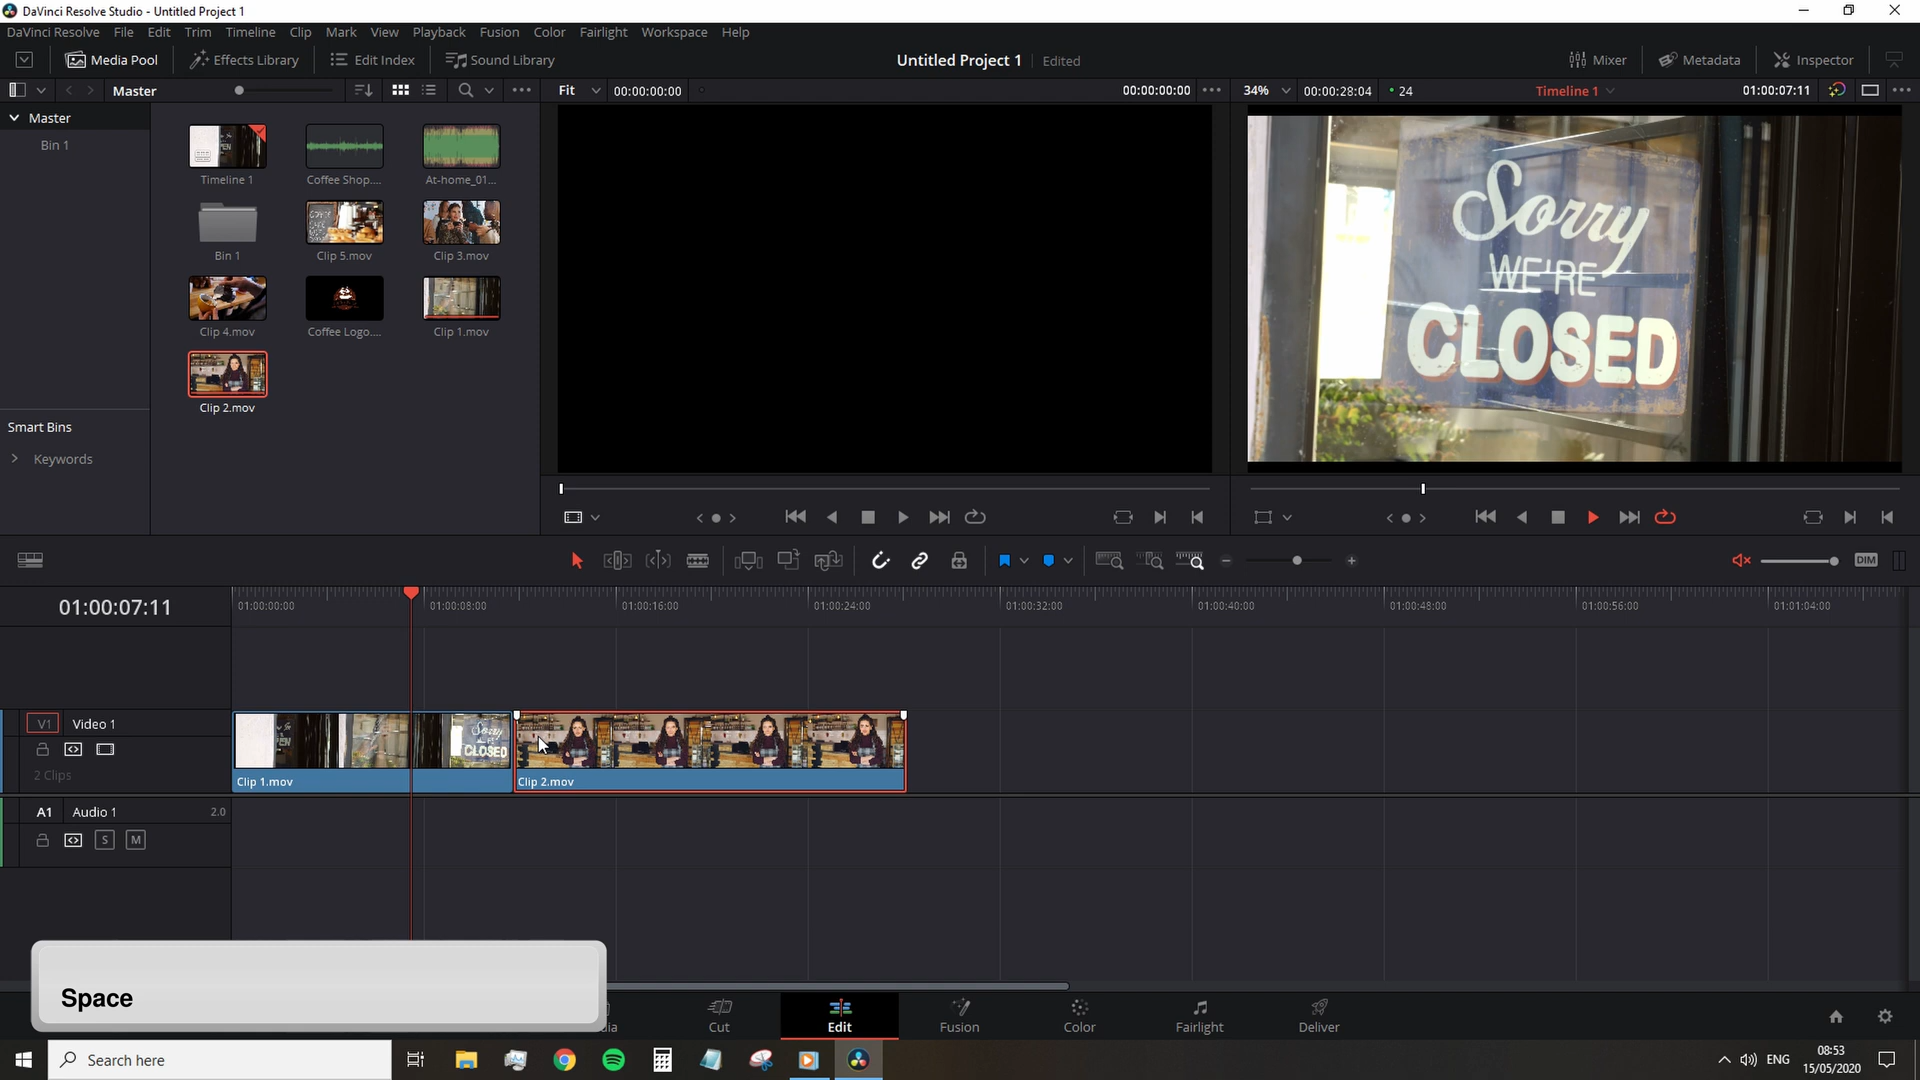 DaVinci Resolve Studio - Untitled Project 1
DaVinci Resolve File Edit Trim Timeline Clip Mark View Playback Fusion Color Fairlight Workspace Help
Media Pool Effects Library Edit Index Sound Library Untitled Project 1 Edited Mixer Metadata Inspector
Master Fit 00:00:00:00 00:00:00:00 34% 00:00:28:04 24 Timeline 1 01:00:07:11
Master
Bin 1
Timeline 1 Coffee Shop.... At-home_01...
Bin 1 Clip 5.mov Clip 3.mov
Clip 4.mov Coffee Logo.... Clip 1.mov
Clip 2.mov
Smart Bins
Keywords
Sorry
WE'RE
CLOSED
DIM
01:00:07:11 01:00:00:00 01:00:08:00 01:00:16:00 01:00:24:00 01:00:32:00 01:00:40:00 01:00:48:00 01:00:56:00 01:01:04:00
V1 Video 1
2 Clips
Sorry
CLOSED
Clip 1.mov Clip 2.mov
A1 Audio 1 2.0
S M
Space
Cut Edit Fusion Color Fairlight Deliver
Search here
ENG
08:53
15/05/2020